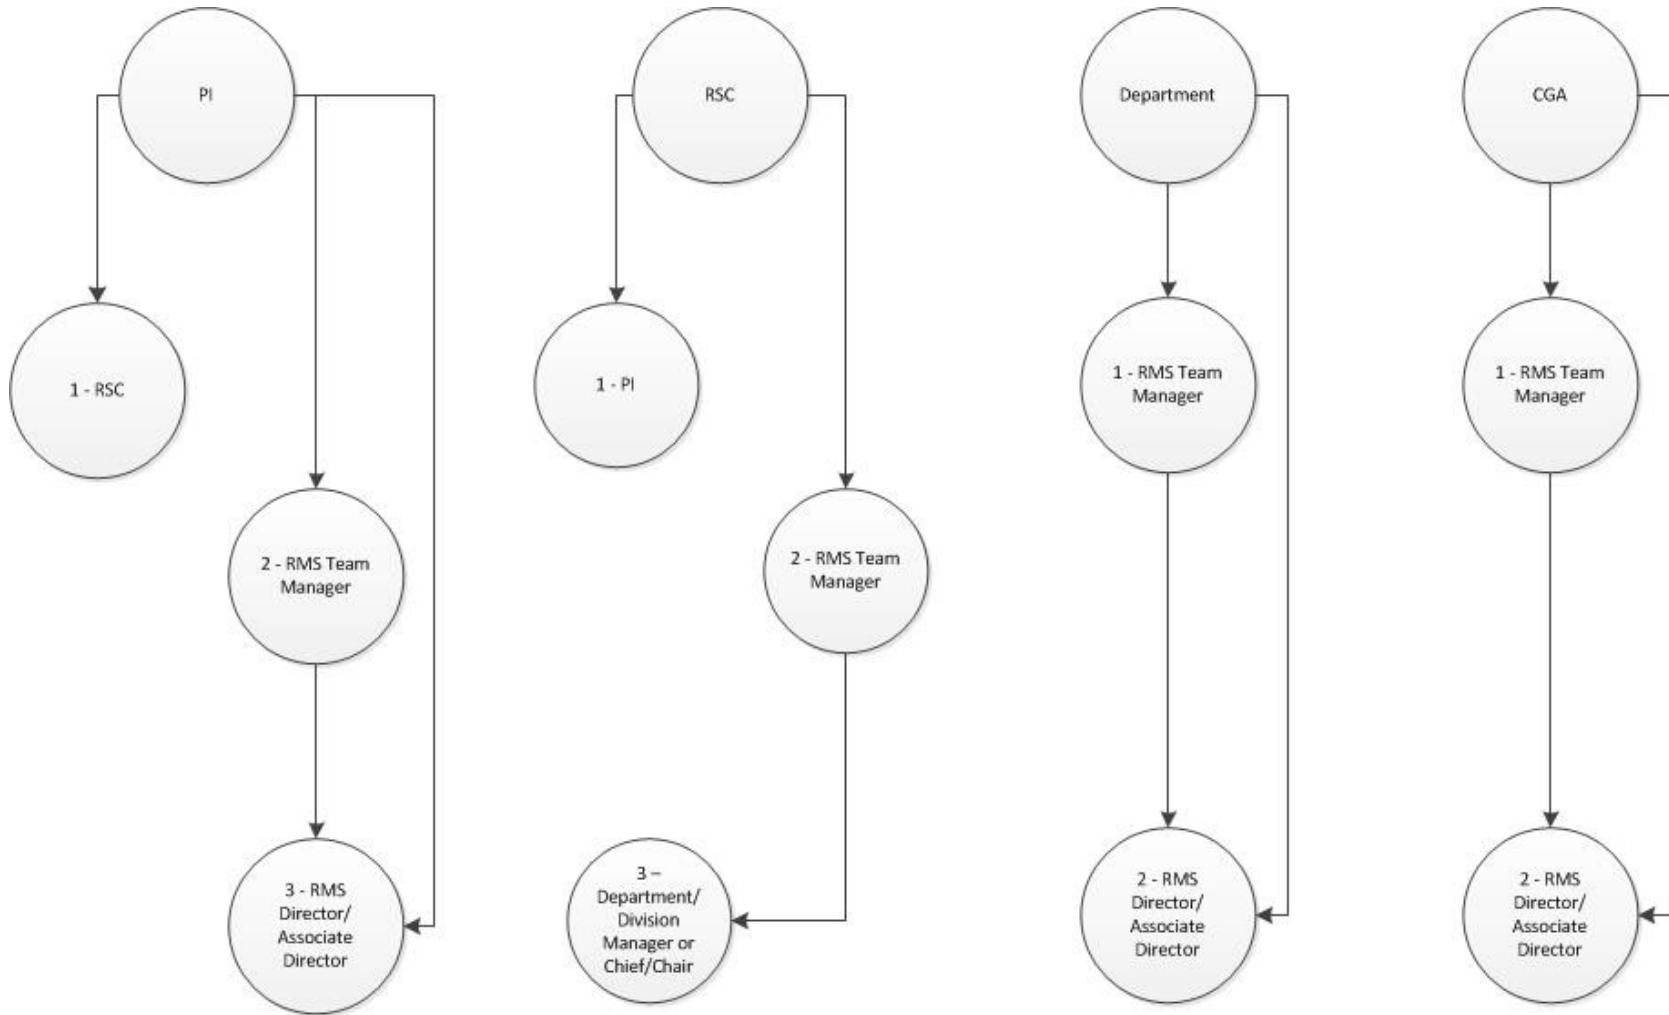 PI
RSC
Department
CGA
1 - RSC
1 - PI
1 - RMS Team
Manager
1 - RMS Team
Manager
2 - RMS Team
Manager
2 - RMS Team
Manager
3 - RMS
Director/
Associate
Director
3 –
Department/
Division
Manager or
Chief/Chair
2 - RMS
Director/
Associate
Director
2 - RMS
Director/
Associate
Director